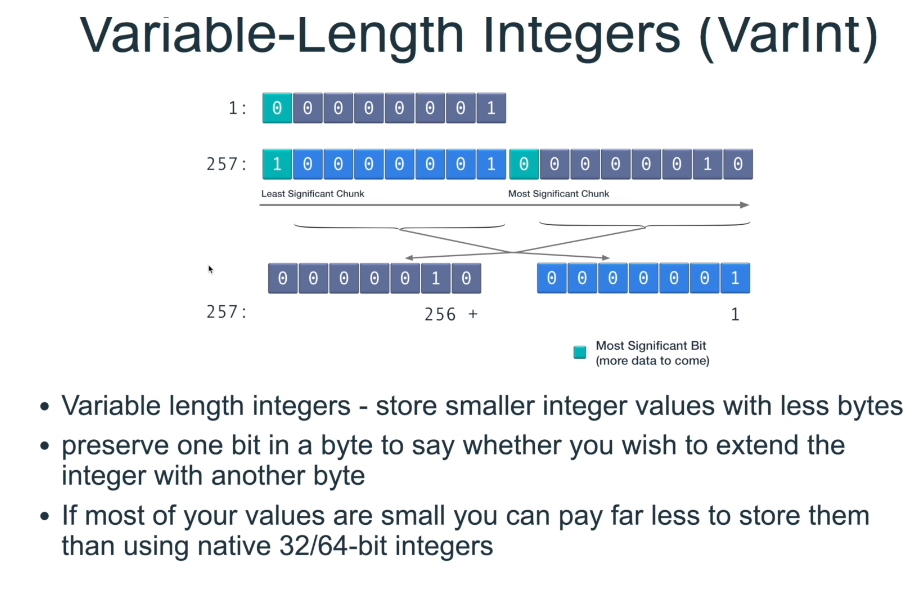 Variable-Length Integers (VarInt)
1: 0 0 0 0 0 0 0 1
257: 1 0 0 0 0 0 0 1 0 0 0 0 0 0 1 0
Least Significant Chunk Most Significant Chunk
0 0 0 0 0 1 0 0 0 0 0 0 0 1
257: 256 + 1
Most Significant Bit
(more data to come)
• Variable length integers - store smaller integer values with less bytes
• preserve one bit in a byte to say whether you wish to extend the
integer with another byte
• If most of your values are small you can pay far less to store them
than using native 32/64-bit integers